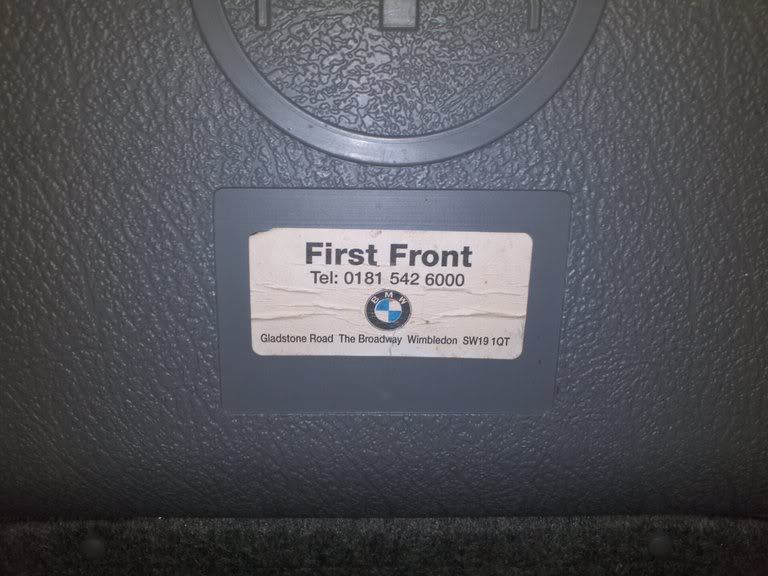 First Front
Tel: 0181 542 6000
BMW
Gladstone Road The Broadway Wimbledon SW19 1QT